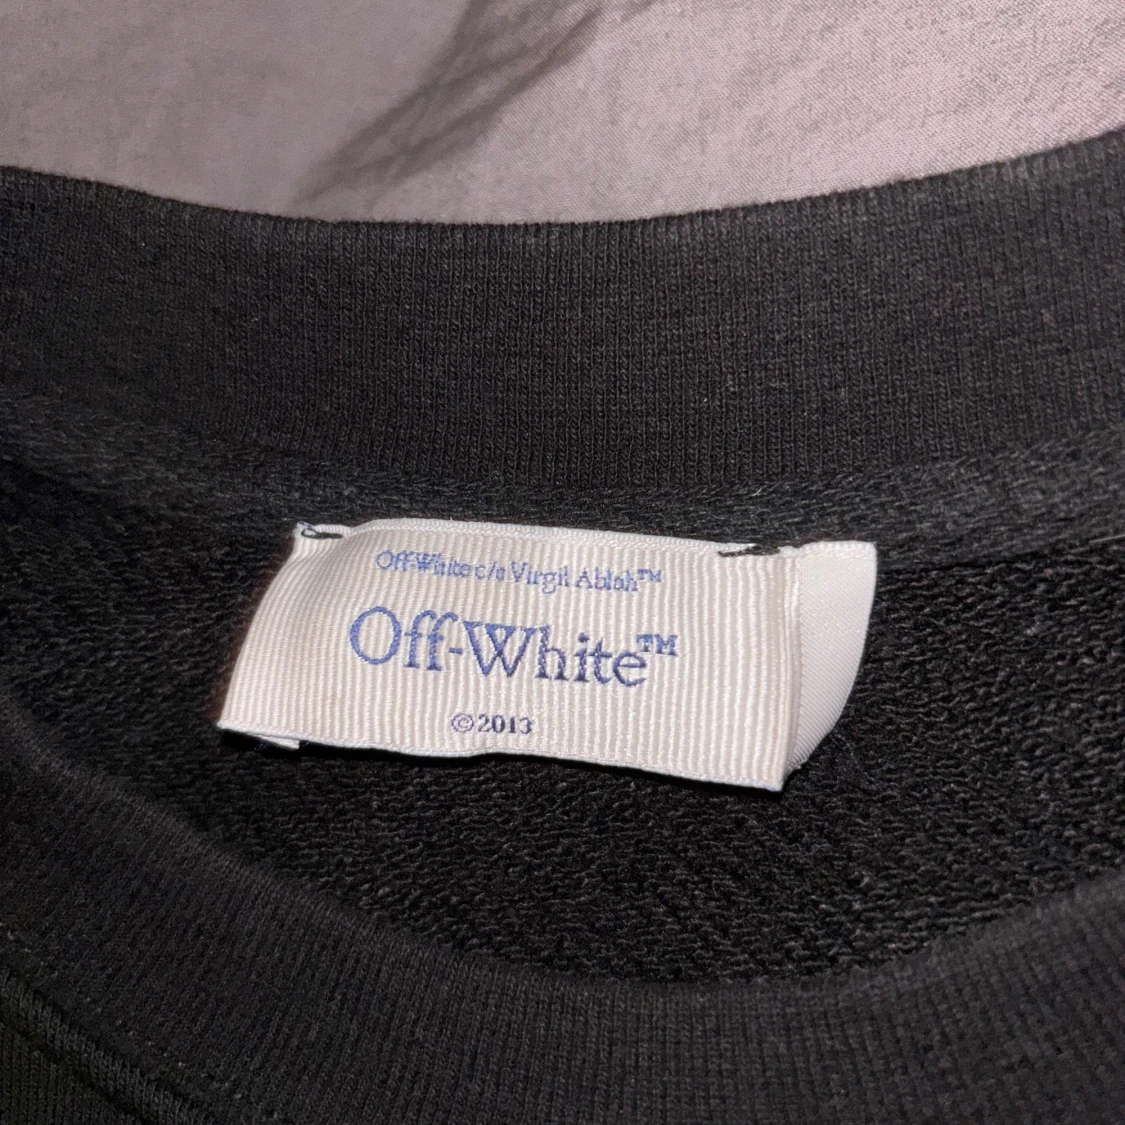 Off-White c/o Virgil Abloh™
Off-White™
©2013